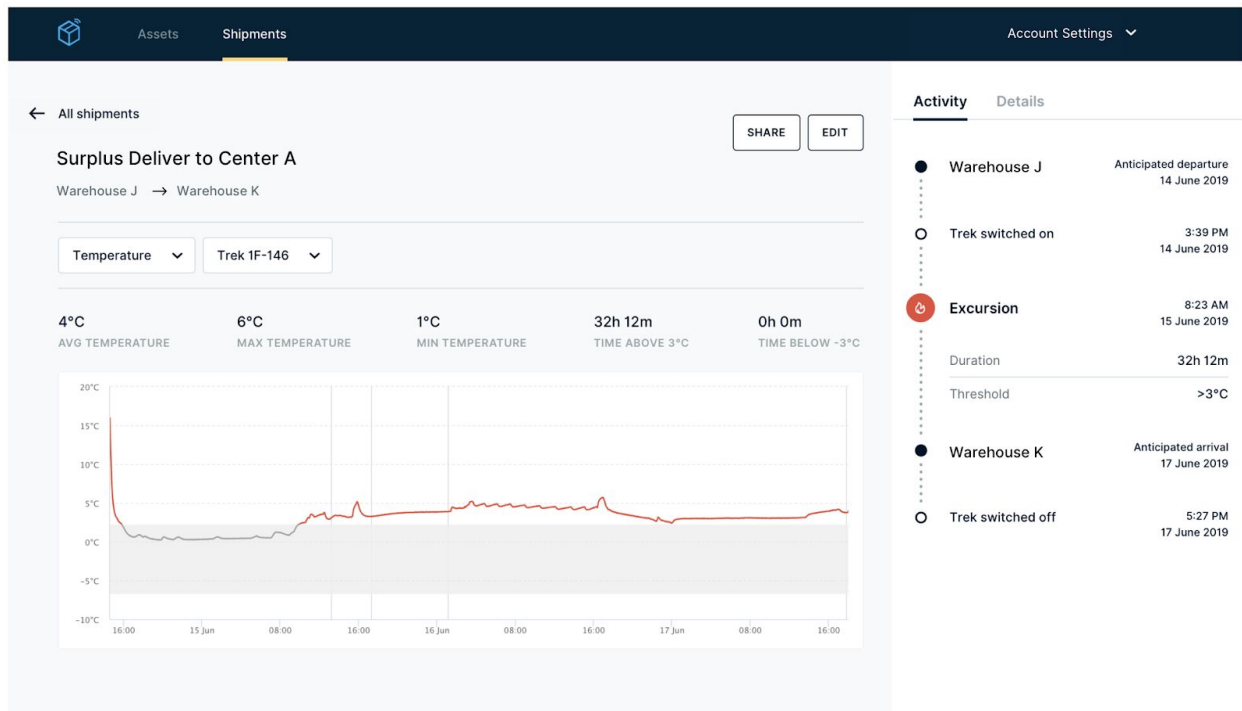 Assets Shipments Account Settings
All shipments
SHARE EDIT
Surplus Deliver to Center A
Warehouse J → Warehouse K
Temperature Trek 1F-146
4°C 6°C 1°C 32h 12m 0h 0m
AVG TEMPERATURE MAX TEMPERATURE MIN TEMPERATURE TIME ABOVE 3°C TIME BELOW -3°C
20°C
15°C
10°C
5°C
0°C
-5°C
-10°C
16:00 15 Jun 08:00 16:00 16 Jun 08:00 16:00 17 Jun 08:00 16:00
Activity Details
Warehouse J Anticipated departure
14 June 2019
Trek switched on 3:39 PM
14 June 2019
Excursion 8:23 AM
15 June 2019
Duration 32h 12m
Threshold >3°C
Warehouse K Anticipated arrival
17 June 2019
Trek switched off 5:27 PM
17 June 2019